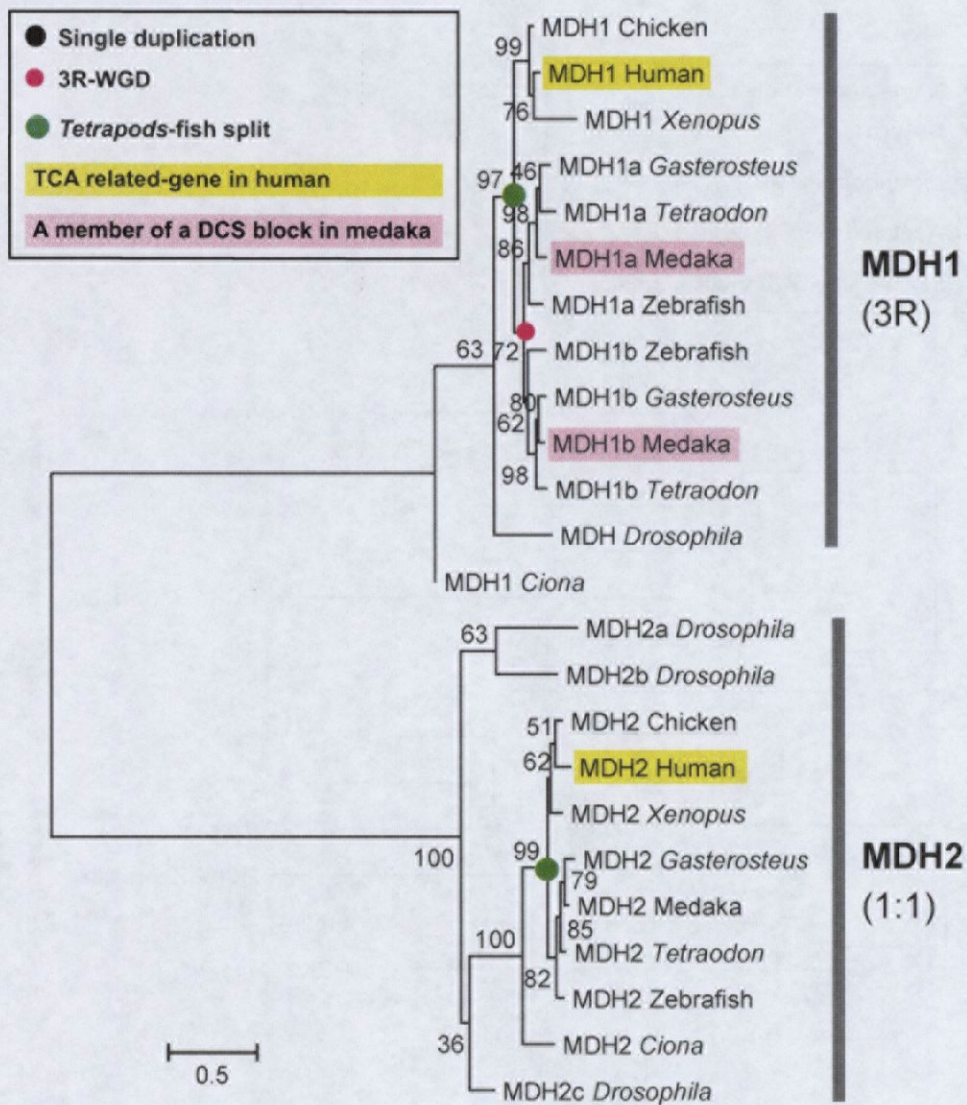 Single duplication
3R-WGD
Tetrapods-fish split
TCA related-gene in human
A member of a DCS block in medaka
99
MDH1 Chicken
MDH1 Human
76
MDH1 Xenopus
97
46
MDH1a Gasterosteus
98
MDH1a Tetraodon
86
MDH1a Medaka
MDH1a Zebrafish
MDH1
(3R)
63
72
MDH1b Zebrafish
80
MDH1b Gasterosteus
62
MDH1b Medaka
98
MDH1b Tetraodon
MDH Drosophila
MDH1 Ciona
63
MDH2a Drosophila
MDH2b Drosophila
51
MDH2 Chicken
62
MDH2 Human
MDH2 Xenopus
100
99
MDH2 Gasterosteus
79
MDH2 Medaka
85
MDH2 Tetraodon
MDH2
(1:1)
100
82
MDH2 Zebrafish
36
MDH2 Ciona
0.5
MDH2c Drosophila